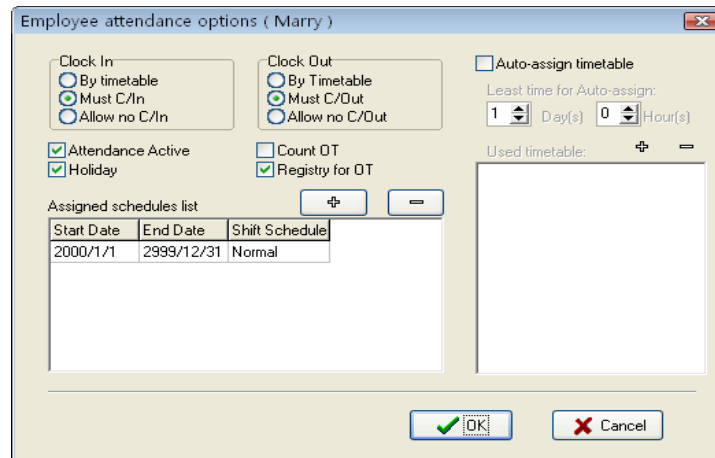 Employee attendance options ( Marry )
Clock In
By timetable
Must C/In
Allow no C/In
Clock Out
By Timetable
Must C/Out
Allow no C/Out
Auto-assign timetable
Least time for Auto-assign:
1 Day(s) 0 Hour(s)
Attendance Active
Holiday
Count OT
Registry for OT
Used timetable:
Assigned schedules list
Start Date End Date Shift Schedule
2000/1/1 2999/12/31 Normal
OK Cancel